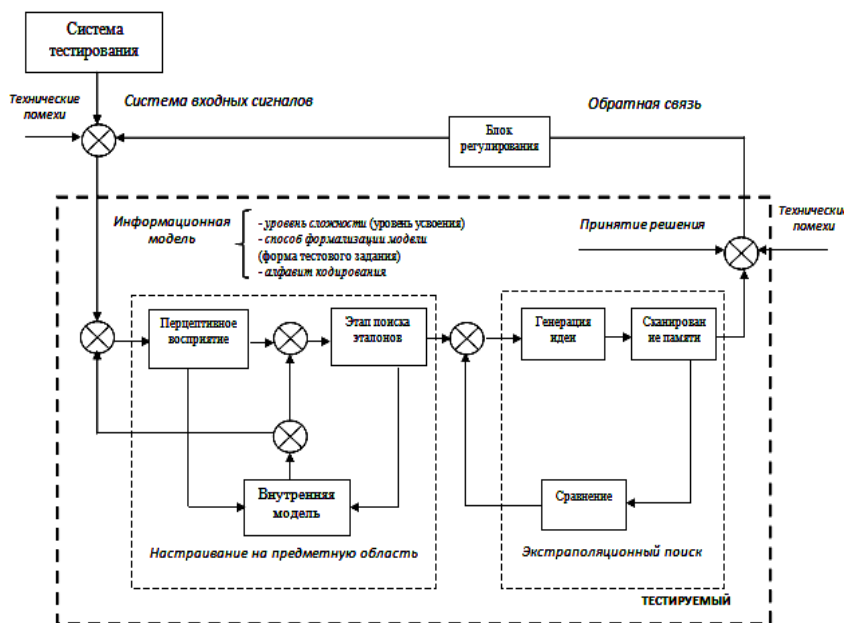 Система
тестирования
Технические
помехи
Система входных сигналов
Обратная связь
Блок
регулирования
Информационная
модель
- уровень сложности (уровень усвоения)
- способ формализации модели
(форма тестового задания)
- алфавит кодирования
Принятие решения
Технические
помехи
Перцептивное
восприятие
Этап поиска
эталонов
Генерация
идеи
Сканирован
ие памяти
Внутренняя
модель
Сравнение
Настраивание на предметную область
Экстраполяционный поиск
ТЕСТИРУЕМЫЙ